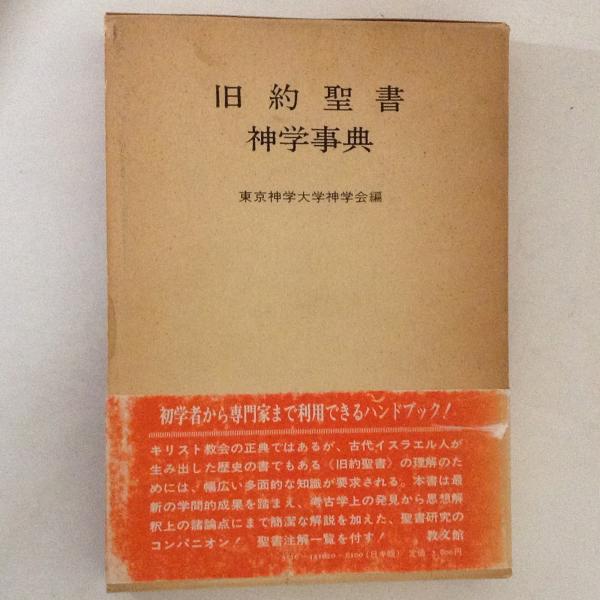 旧約聖書
神学事典
東京神学大学神学会編
初学者から専門家まで利用できるハンドブック!
キリスト教会の正典ではあるが、古代イスラエル人が
生み出した歴史の書でもある〈旧約聖書〉の理解のた
めには、幅広い多面的な知識が要求される。本書は最
新の学問的成果を踏まえ、考古学上の発見から思想解
釈上の諸論点にまで簡潔な解説を加えた、聖書研究の
コンパニオン! 聖書注解一覧を付す! 教文館
(日キ販) 定価